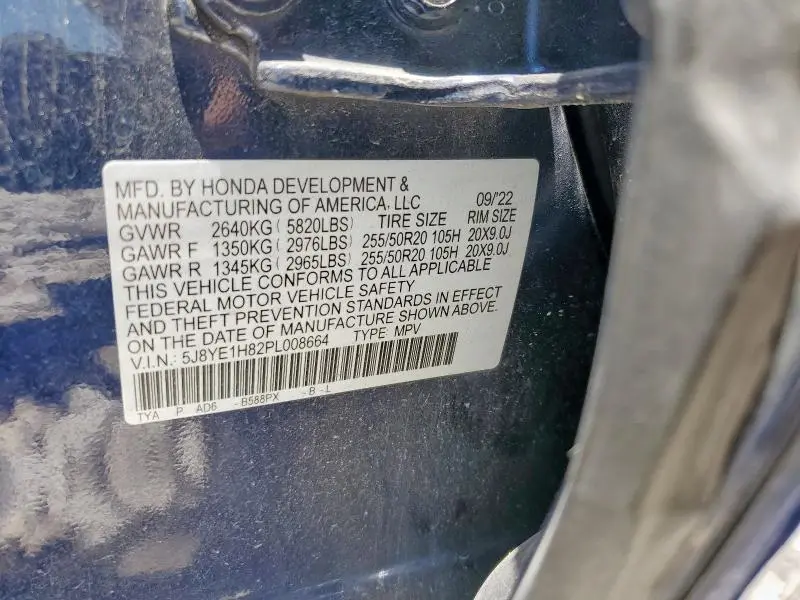 MFD. BY HONDA DEVELOPMENT &
MANUFACTURING OF AMERICA, LLC 09/'22
GVWR 2640KG ( 5820LBS) TIRE SIZE RIM SIZE
GAWR F 1350KG ( 2976LBS) 255/50R20 105H 20X9.0J
GAWR R 1345KG ( 2965LBS) 255/50R20 105H 20X9.0J
THIS VEHICLE CONFORMS TO ALL APPLICABLE
FEDERAL MOTOR VEHICLE SAFETY
AND THEFT PREVENTION STANDARDS IN EFFECT
ON THE DATE OF MANUFACTURE SHOWN ABOVE.
V.I.N.: 5J8YE1H82PL008664 TYPE: MPV
TYA P AD6 -B588PX -B-L